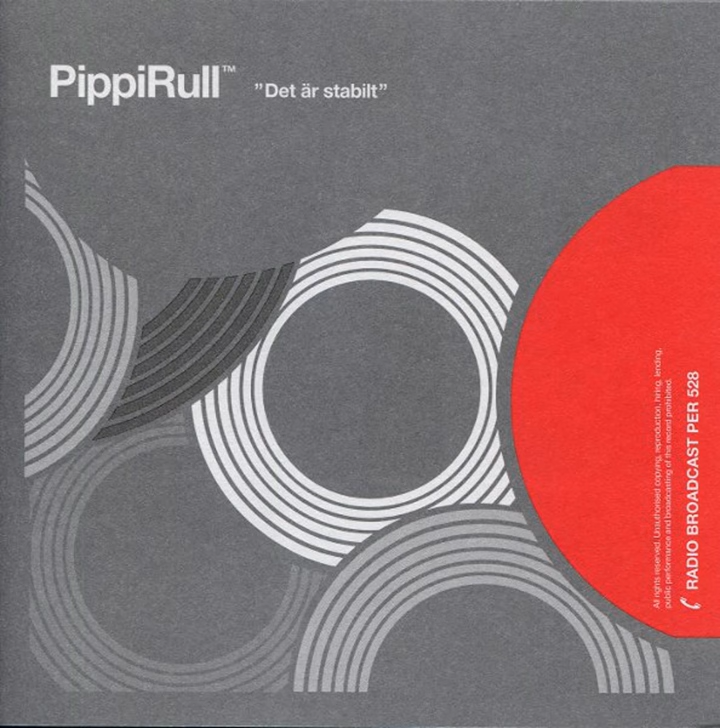 PippiRull™
”Det är stabilt”
All rights reserved. Unauthorised copying, reproduction, hiring, lending,
public performance and broadcasting of this record prohibited.
RADIO BROADCAST PER 528